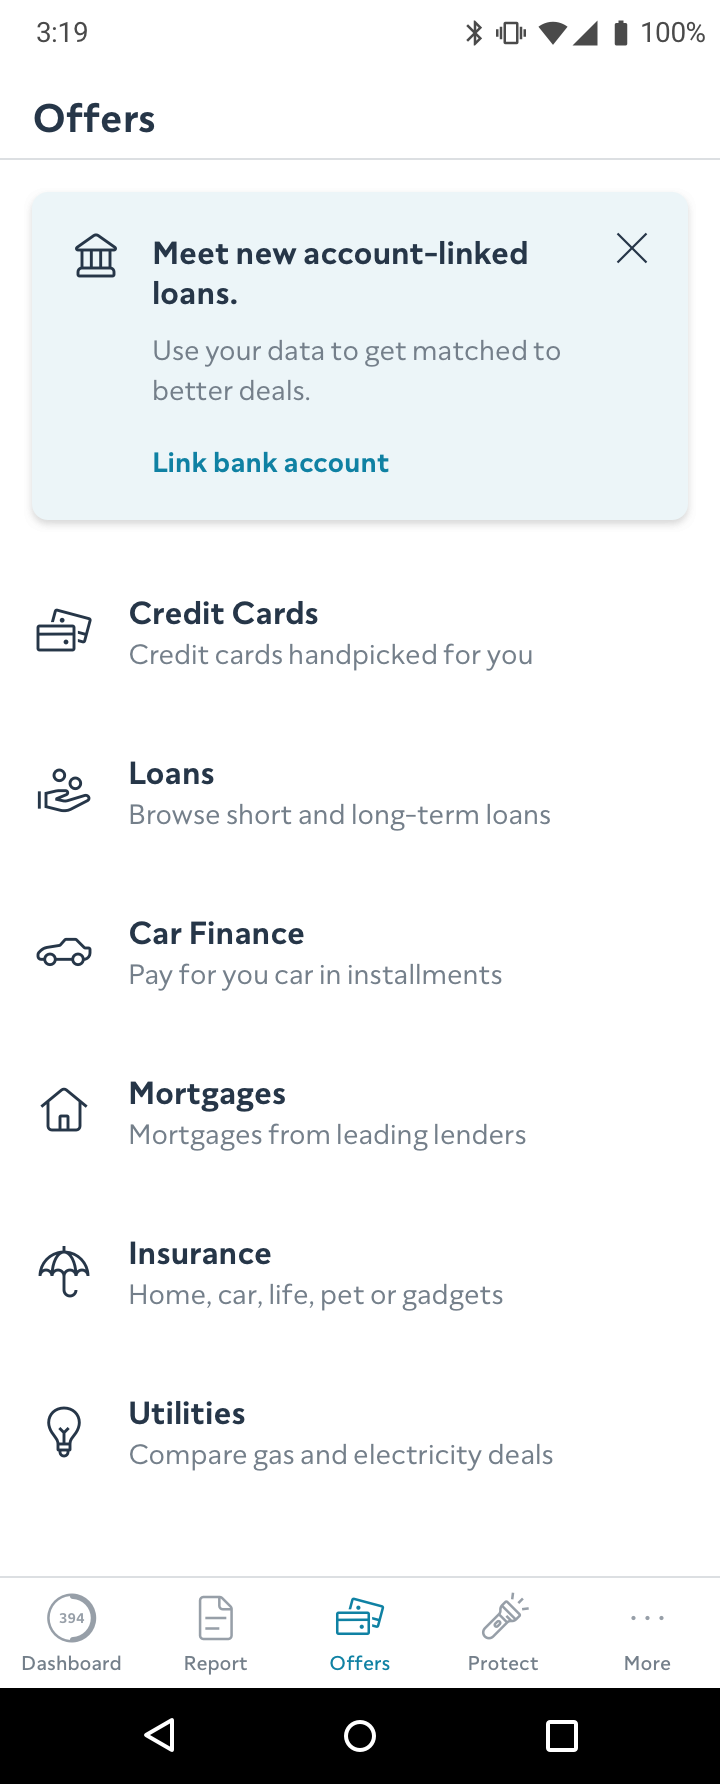 3:19
100%
Offers
Meet new account-linked
loans.
Use your data to get matched to
better deals.
Link bank account
Credit Cards
Credit cards handpicked for you
Loans
Browse short and long-term loans
Car Finance
Pay for you car in installments
Mortgages
Mortgages from leading lenders
Insurance
Home, car, life, pet or gadgets
Utilities
Compare gas and electricity deals
394
Dashboard
Report
Offers
Protect
More